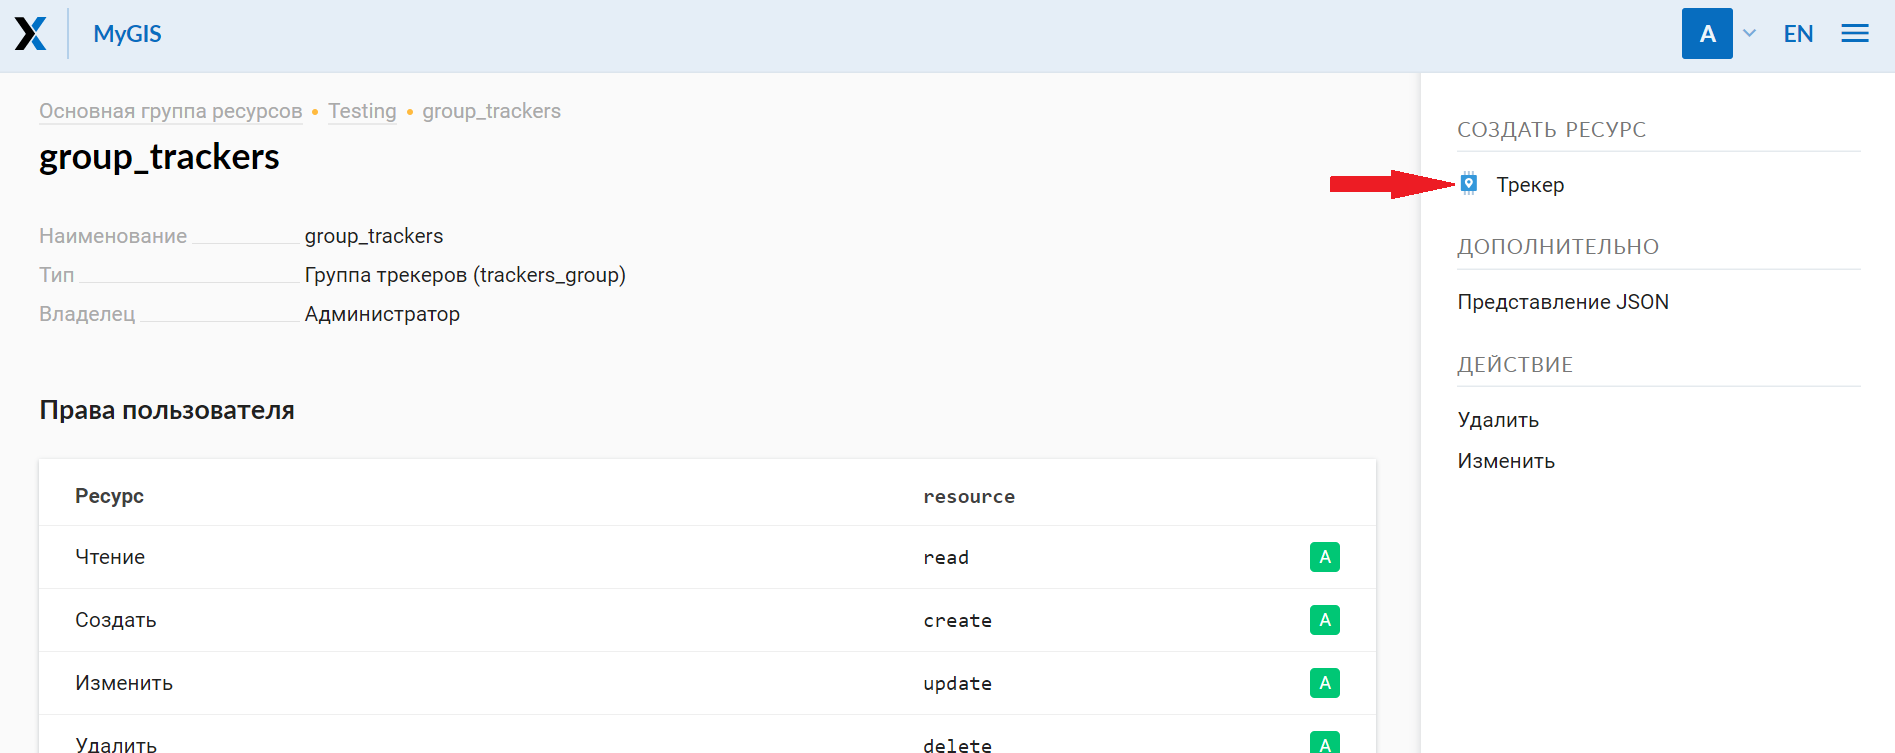 MyGIS
A
EN
Основная группа ресурсов • Testing • group_trackers
group_trackers
Наименование group_trackers
Тип Группа трекеров (trackers_group)
Владелец Администратор
Права пользователя
Ресурс resource
Чтение read A
Создать create A
Изменить update A
Удалить delete A
СОЗДАТЬ РЕСУРС
Трекер
ДОПОЛНИТЕЛЬНО
Представление JSON
ДЕЙСТВИЕ
Удалить
Изменить